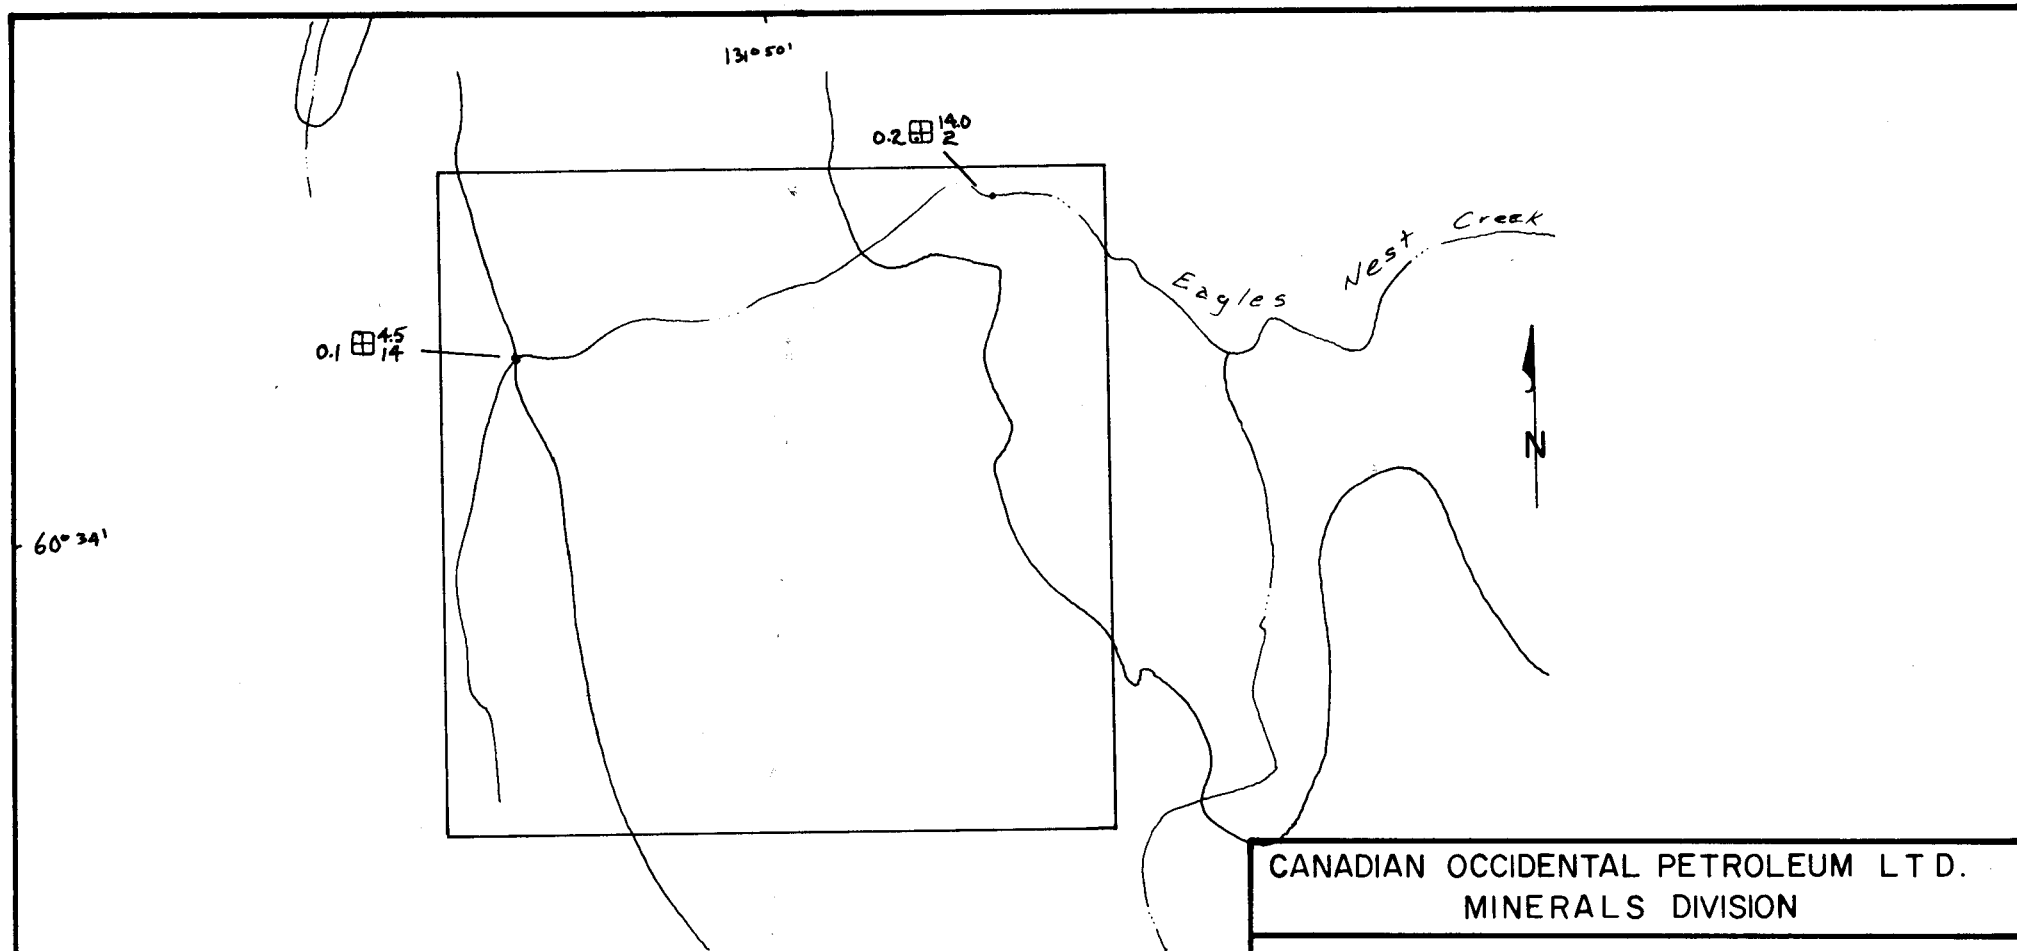 131° 50'
0.2 14.0
2
Eagles Nest Creek
0.1 4.5
14
N
60° 34'
CANADIAN OCCIDENTAL PETROLEUM LTD.
MINERALS DIVISION